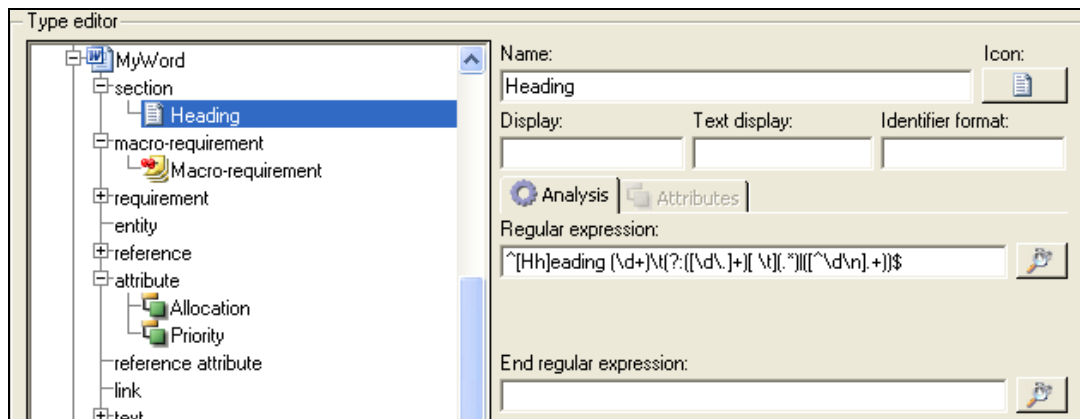 Type editor
MyWord
section
Heading
macro-requirement
Macro-requirement
requirement
entity
reference
attribute
Allocation
Priority
reference attribute
link
text
Name:
Icon:
Heading
Display:
Text display:
Identifier format:
Analysis
Attributes
Regular expression:
^[Hh]eading (\d+)\t(?:([\d\.]+)[ \t](.*)|([^\d\n].+))$
End regular expression: